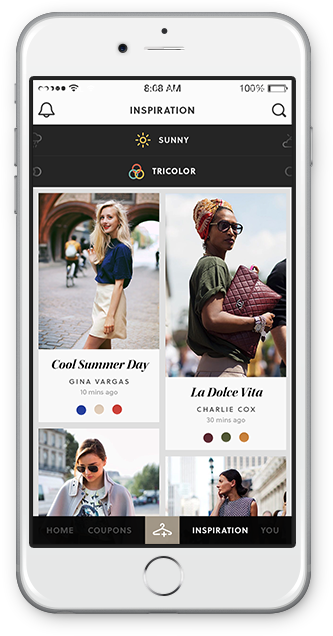 8:08 AM
100%
INSPIRATION
SUNNY
TRICOLOR
Cool Summer Day
GINA VARGAS
10 mins ago
La Dolce Vita
CHARLIE COX
30 mins ago
HOME COUPONS INSPIRATION YOU